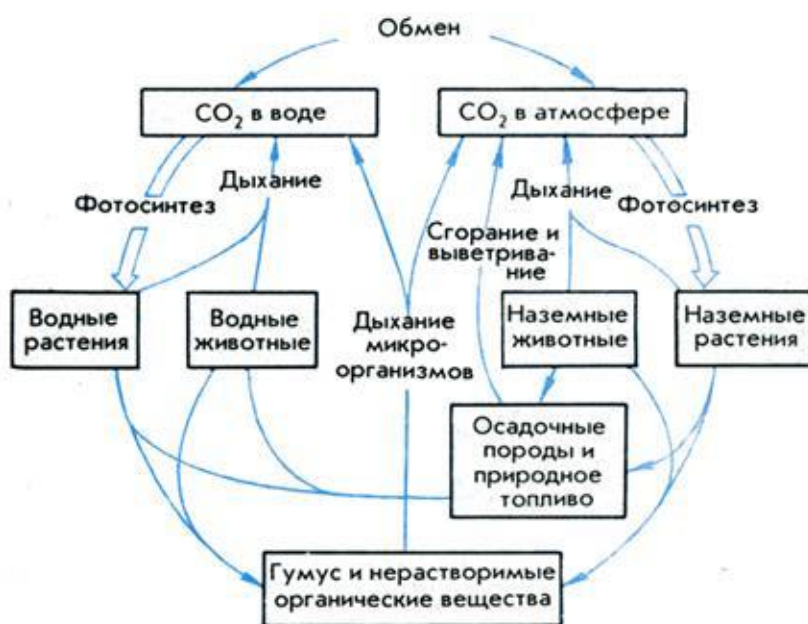 Обмен
CO₂ в воде
CO₂ в атмосфере
Дыхание
Дыхание
Фотосинтез
Фотосинтез
Сгорание и
выветрива-
ние
Водные
растения
Водные
животные
Дыхание
микро-
организмов
Наземные
животные
Наземные
растения
Осадочные
породы и
природное
топливо
Гумус и нерастворимые
органические вещества